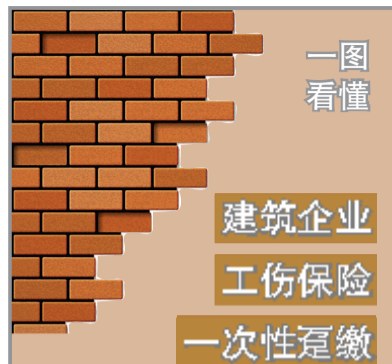 一图
看懂
建筑企业
工伤保险
一次性趸缴